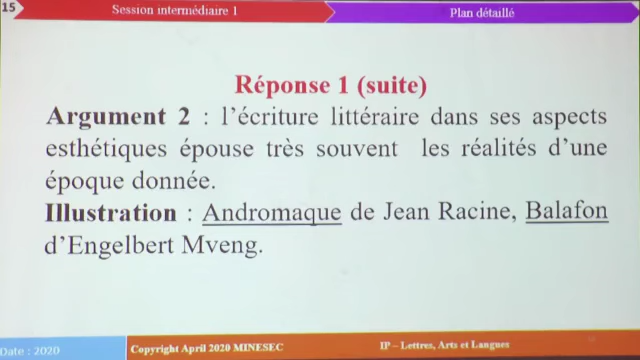 15
Session intermédiaire 1
Plan détaillé
Réponse 1 (suite)
Argument 2 : l’écriture littéraire dans ses aspects
esthétiques épouse très souvent les réalités d’une
époque donnée.
Illustration : Andromaque de Jean Racine, Balafon
d’Engelbert Mveng.
Date : 2020
Copyright April 2020 MINESEC
IP – Lettres, Arts et Langues